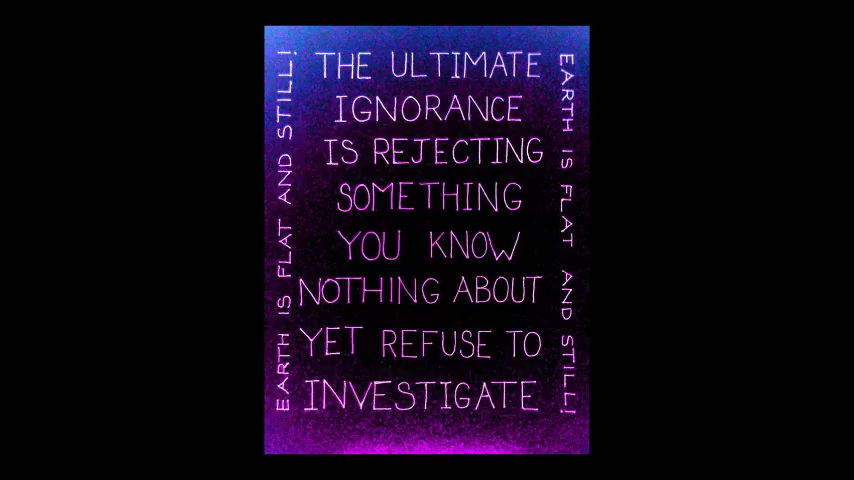 EARTH IS FLAT AND STILL!
THE ULTIMATE
IGNORANCE
IS REJECTING
SOMETHING
YOU KNOW
NOTHING ABOUT
YET REFUSE TO
INVESTIGATE
EARTH IS FLAT AND STILL!